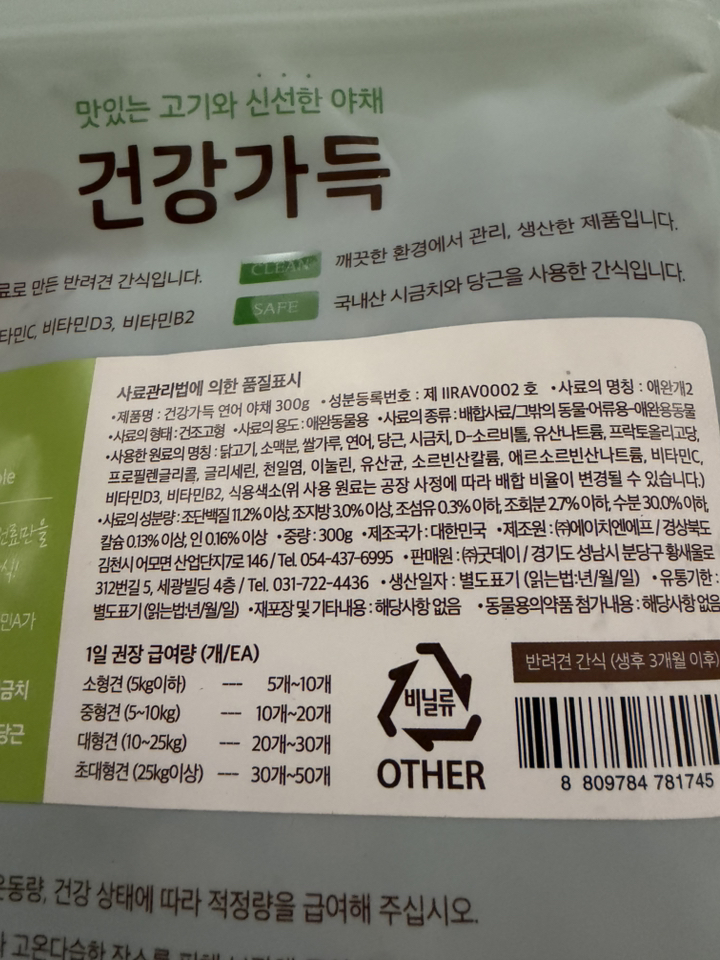 맛있는 고기와 신선한 야채
건강가득
CLEAN 깨끗한 환경에서 관리, 생산한 제품입니다.
료로 만든 반려견 간식입니다.
SAFE 국내산 시금치와 당근을 사용한 간식입니다.
타민C, 비타민D3, 비타민B2
사료관리법에 의한 품질표시
•제품명 : 건강가득 연어 야채 300g •성분등록번호 : 제 IIRAV0002 호 •사료의 명칭 : 애완개2
•사료의 형태 : 건조고형 •사료의 용도 : 애완동물용 •사료의 종류 : 배합사료/그밖의 동물·어류용-애완용동물
•사용한 원료의 명칭 : 닭고기, 소맥분, 쌀가루, 연어, 당근, 시금치, D-소르비톨, 유산나트륨, 프락토올리고당,
프로필렌글리콜, 글리세린, 천일염, 이눌린, 유산균, 소르빈산칼륨, 에르소르빈산나트륨, 비타민C,
비타민D3, 비타민B2, 식용색소(위 사용 원료는 공장 사정에 따라 배합 비율이 변경될 수 있습니다.)
•사료의 성분량 : 조단백질 11.2% 이상, 조지방 3.0% 이상, 조섬유 0.3% 이하, 조회분 2.7% 이하, 수분 30.0% 이하,
칼슘 0.13% 이상, 인 0.16% 이상 •중량 : 300g •제조국가 : 대한민국 •제조원 : ㈜에이치엔에프 / 경상북도
김천시 어모면 산업단지7로 146 / Tel. 054-437-6995 •판매원 : ㈜굿데이 / 경기도 성남시 분당구 황새울로
312번길 5, 세광빌딩 4층 / Tel. 031-722-4436 •생산일자 : 별도표기 (읽는법:년/월/일) •유통기한 :
별도표기 (읽는법:년/월/일) •재포장 및 기타내용 : 해당사항 없음 •동물용의약품 첨가내용 : 해당사항 없음
ple
민A가
금치
당근
1일 권장 급여량 (개/EA)
소형견 (5kg이하) --- 5개~10개
중형견 (5~10kg) --- 10개~20개
대형견 (10~25kg) --- 20개~30개
초대형견 (25kg이상) --- 30개~50개
비닐류
OTHER
반려견 간식 (생후 3개월 이후)
8 809784 781745
운동량, 건강 상태에 따라 적정량을 급여해 주십시오.
고온다습한 장소를 피해